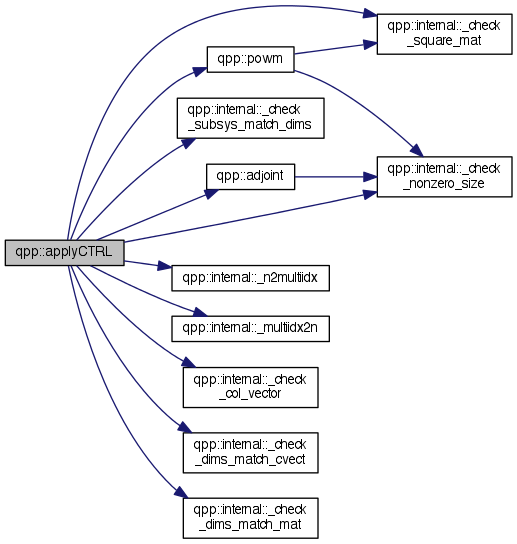 qpp::internal::_check
_square_mat
qpp::powm
qpp::internal::_check
_subsys_match_dims
qpp::adjoint
qpp::internal::_check
_nonzero_size
qpp::applyCTRL
qpp::internal::_n2multiidx
qpp::internal::_multiidx2n
qpp::internal::_check
_col_vector
qpp::internal::_check
_dims_match_cvect
qpp::internal::_check
_dims_match_mat